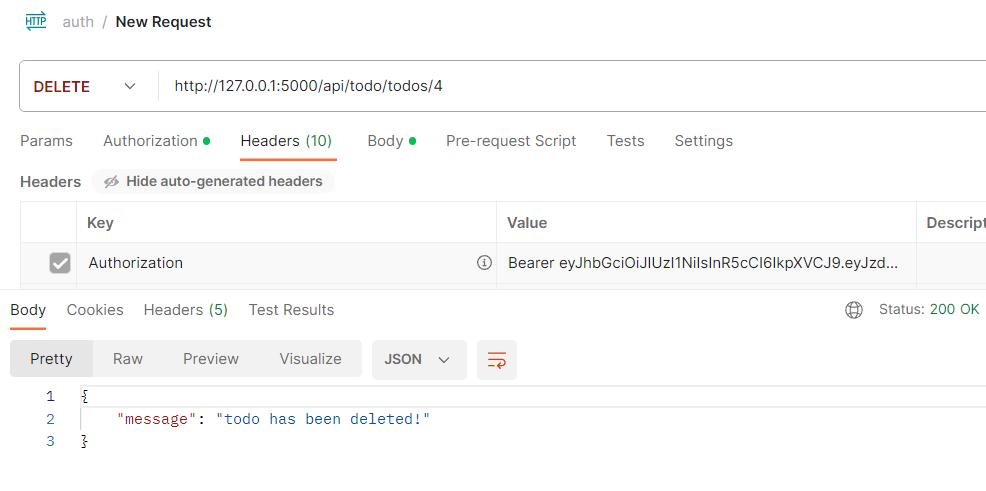 HTTP auth / New Request
DELETE http://127.0.0.1:5000/api/todo/todos/4
Params Authorization Headers (10) Body Pre-request Script Tests Settings
Headers Hide auto-generated headers
Key Value Descript
Authorization Bearer eyJhbGciOiJIUzI1NiIsInR5cCI6IkpXVCJ9.eyJzd...
Body Cookies Headers (5) Test Results Status: 200 OK
Pretty Raw Preview Visualize JSON
1 {
2 "message": "todo has been deleted!"
3 }